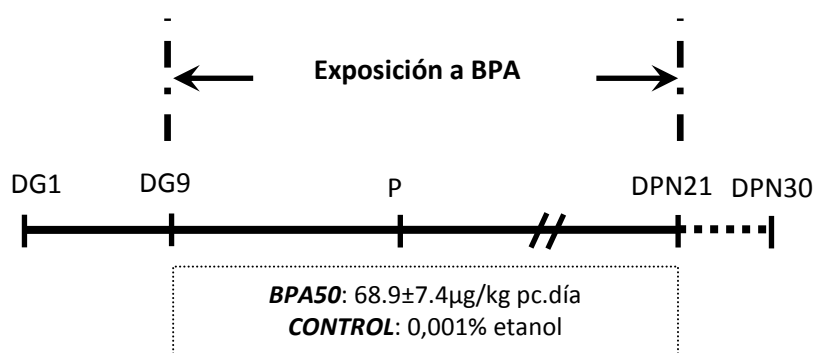 Exposición a BPA
DG1 DG9 P DPN21 DPN30
BPA50: 68.9±7.4µg/kg pc.día
CONTROL: 0,001% etanol